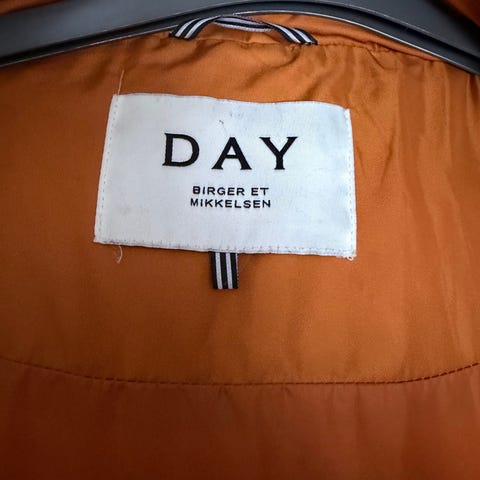 DAY
BIRGER ET
MIKKELSEN